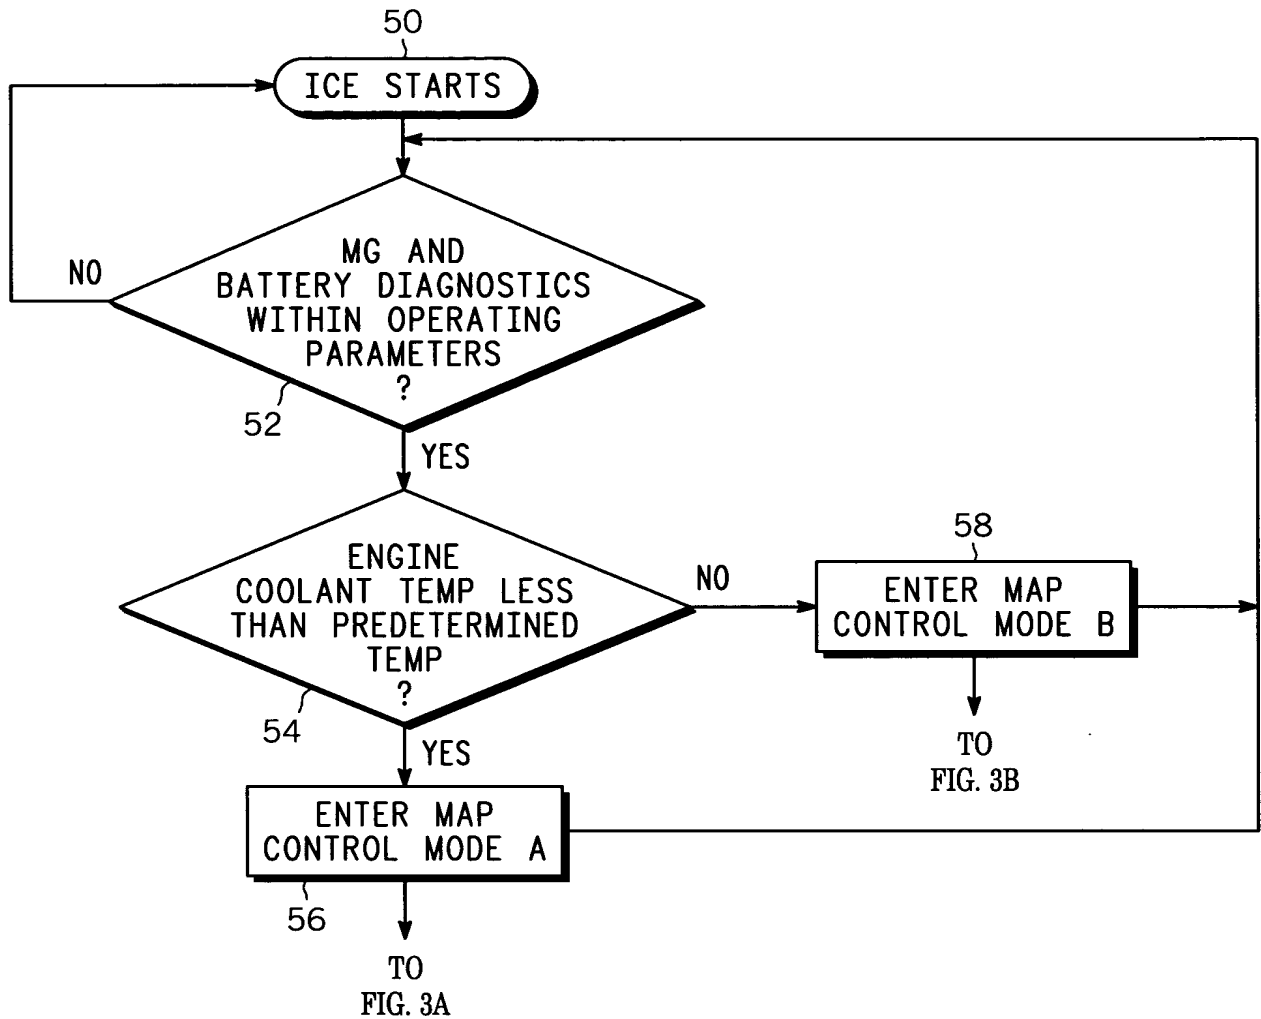 50
ICE STARTS
MG AND
BATTERY DIAGNOSTICS
WITHIN OPERATING
PARAMETERS
?
NO
52
YES
ENGINE
COOLANT TEMP LESS
THAN PREDETERMINED
TEMP
?
54
NO
58
ENTER MAP
CONTROL MODE B
TO
FIG. 3B
YES
ENTER MAP
CONTROL MODE A
56
TO
FIG. 3A